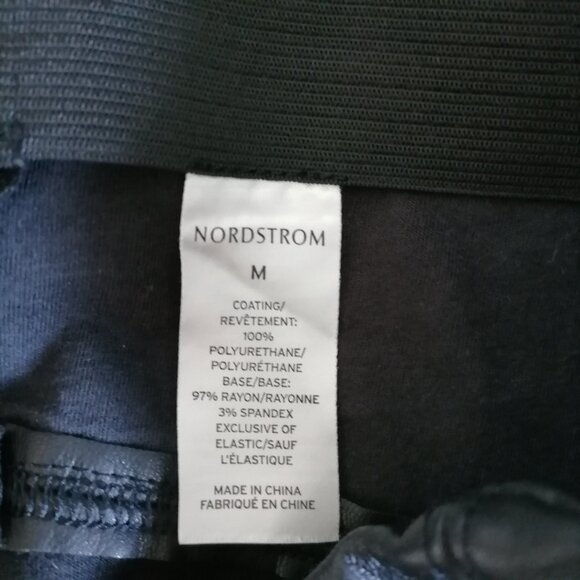 NORDSTROM
M
COATING/
REVÊTEMENT:
100%
POLYURETHANE/
POLYURÉTHANE
BASE/BASE:
97% RAYON/RAYONNE
3% SPANDEX
EXCLUSIVE OF
ELASTIC/SAUF
L'ÉLASTIQUE
MADE IN CHINA
FABRIQUÉ EN CHINE